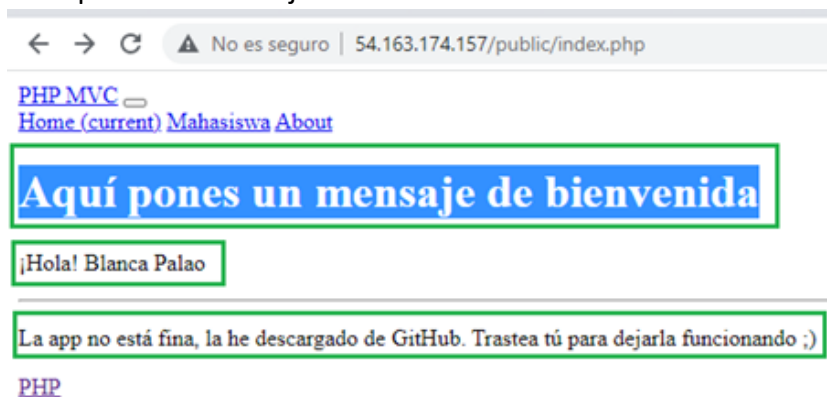 No es seguro | 54.163.174.157/public/index.php
PHP MVC
Home (current) Mahasiswa About
Aquí pones un mensaje de bienvenida
¡Hola! Blanca Palao
La app no está fina, la he descargado de GitHub. Trastea tú para dejarla funcionando ;)
PHP